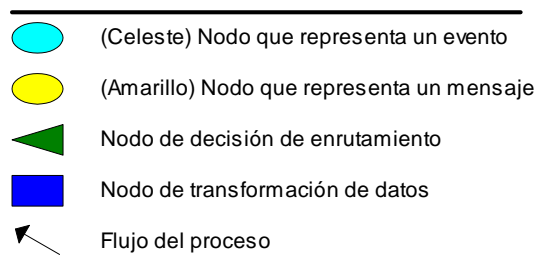 (Celeste) Nodo que representa un evento
(Amarillo) Nodo que representa un mensaje
Nodo de decisión de enrutamiento
Nodo de transformación de datos
Flujo del proceso